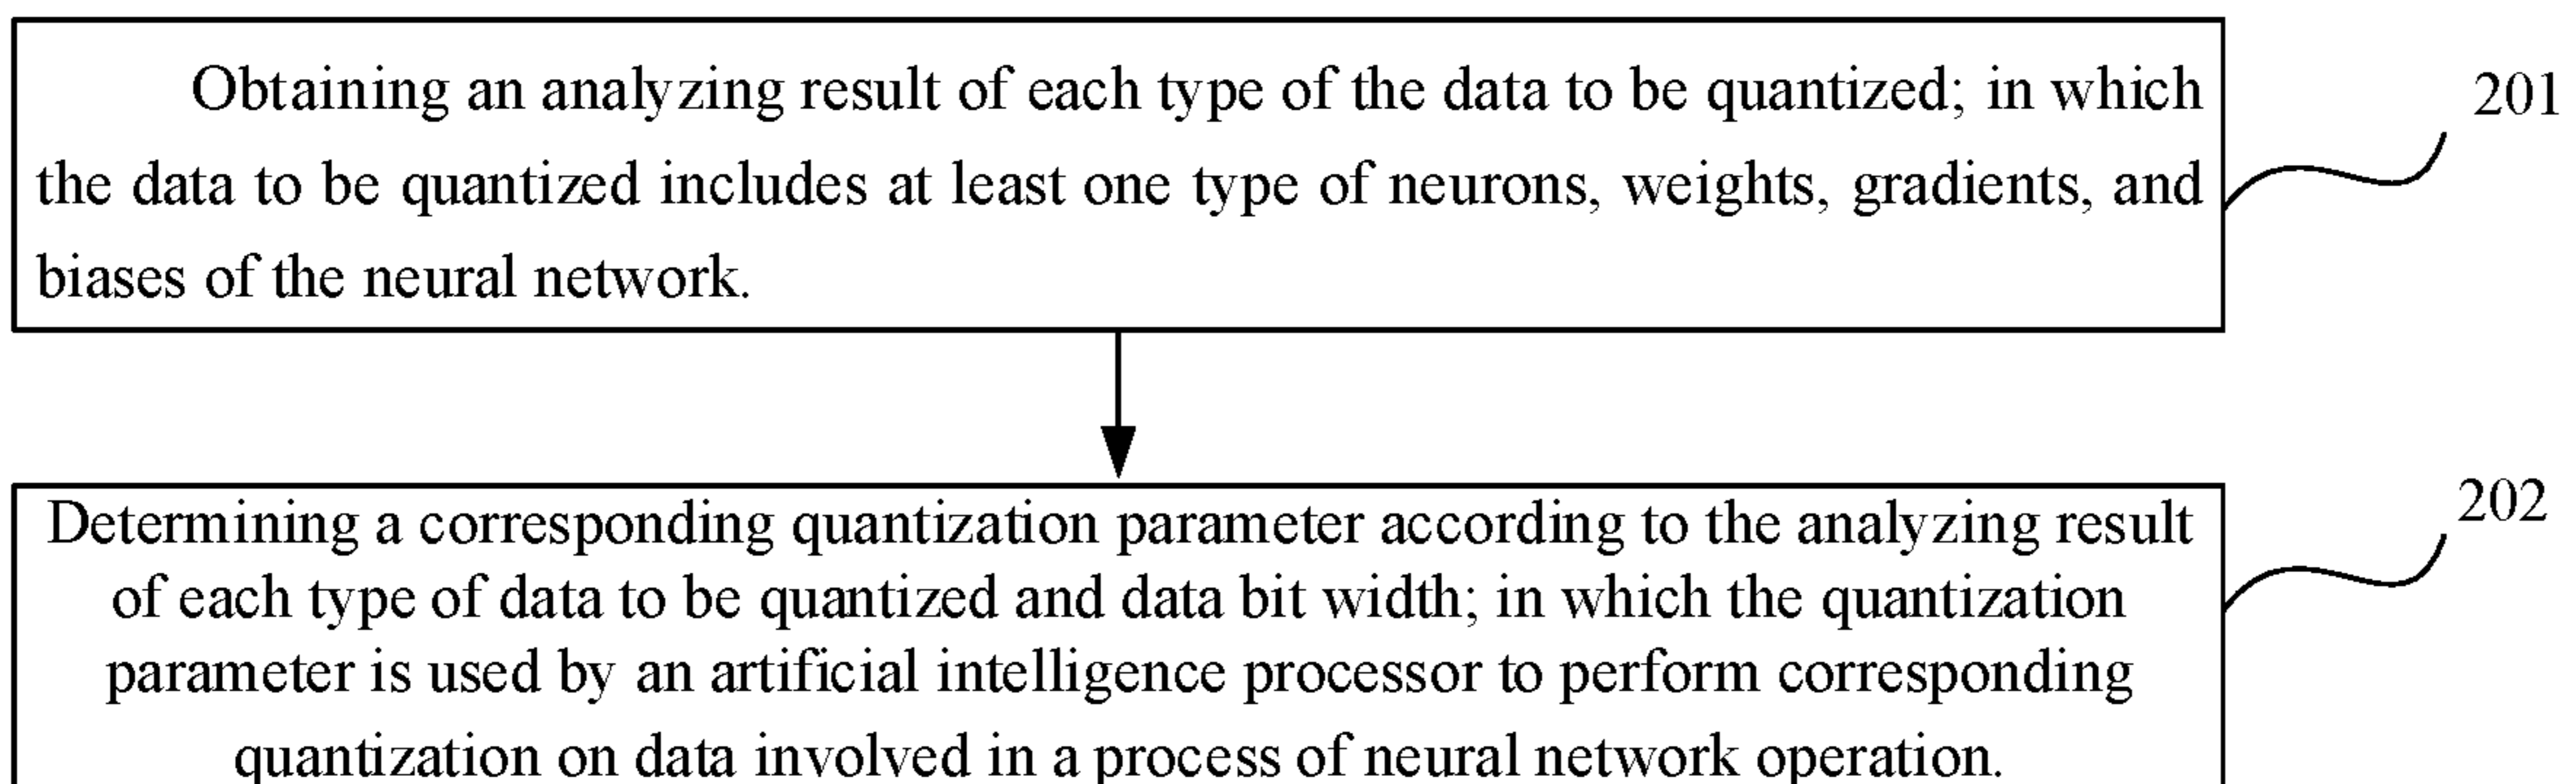 Obtaining an analyzing result of each type of the data to be quantized; in which
the data to be quantized includes at least one type of neurons, weights, gradients, and
biases of the neural network.
201
Determining a corresponding quantization parameter according to the analyzing result
of each type of data to be quantized and data bit width; in which the quantization
parameter is used by an artificial intelligence processor to perform corresponding
quantization on data involved in a process of neural network operation.
202